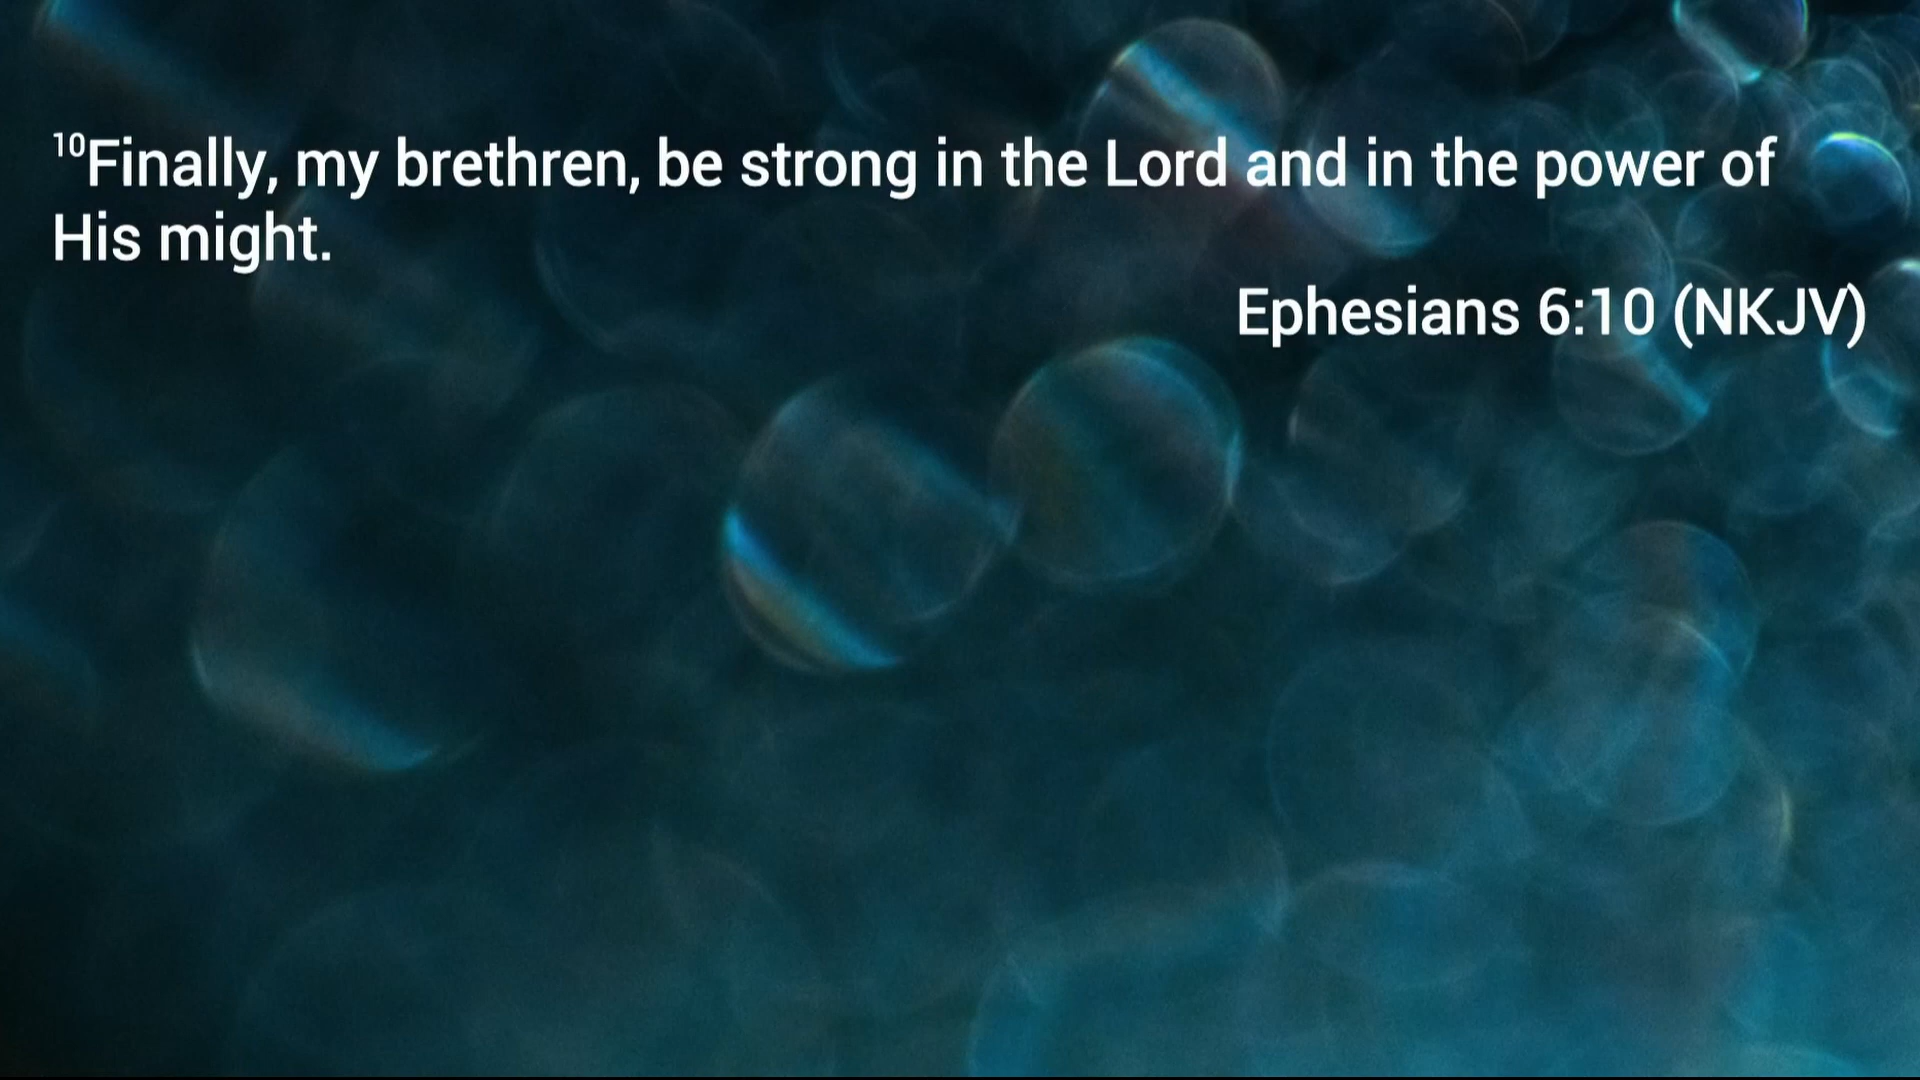 ¹⁰Finally, my brethren, be strong in the Lord and in the power of
His might.
Ephesians 6:10 (NKJV)